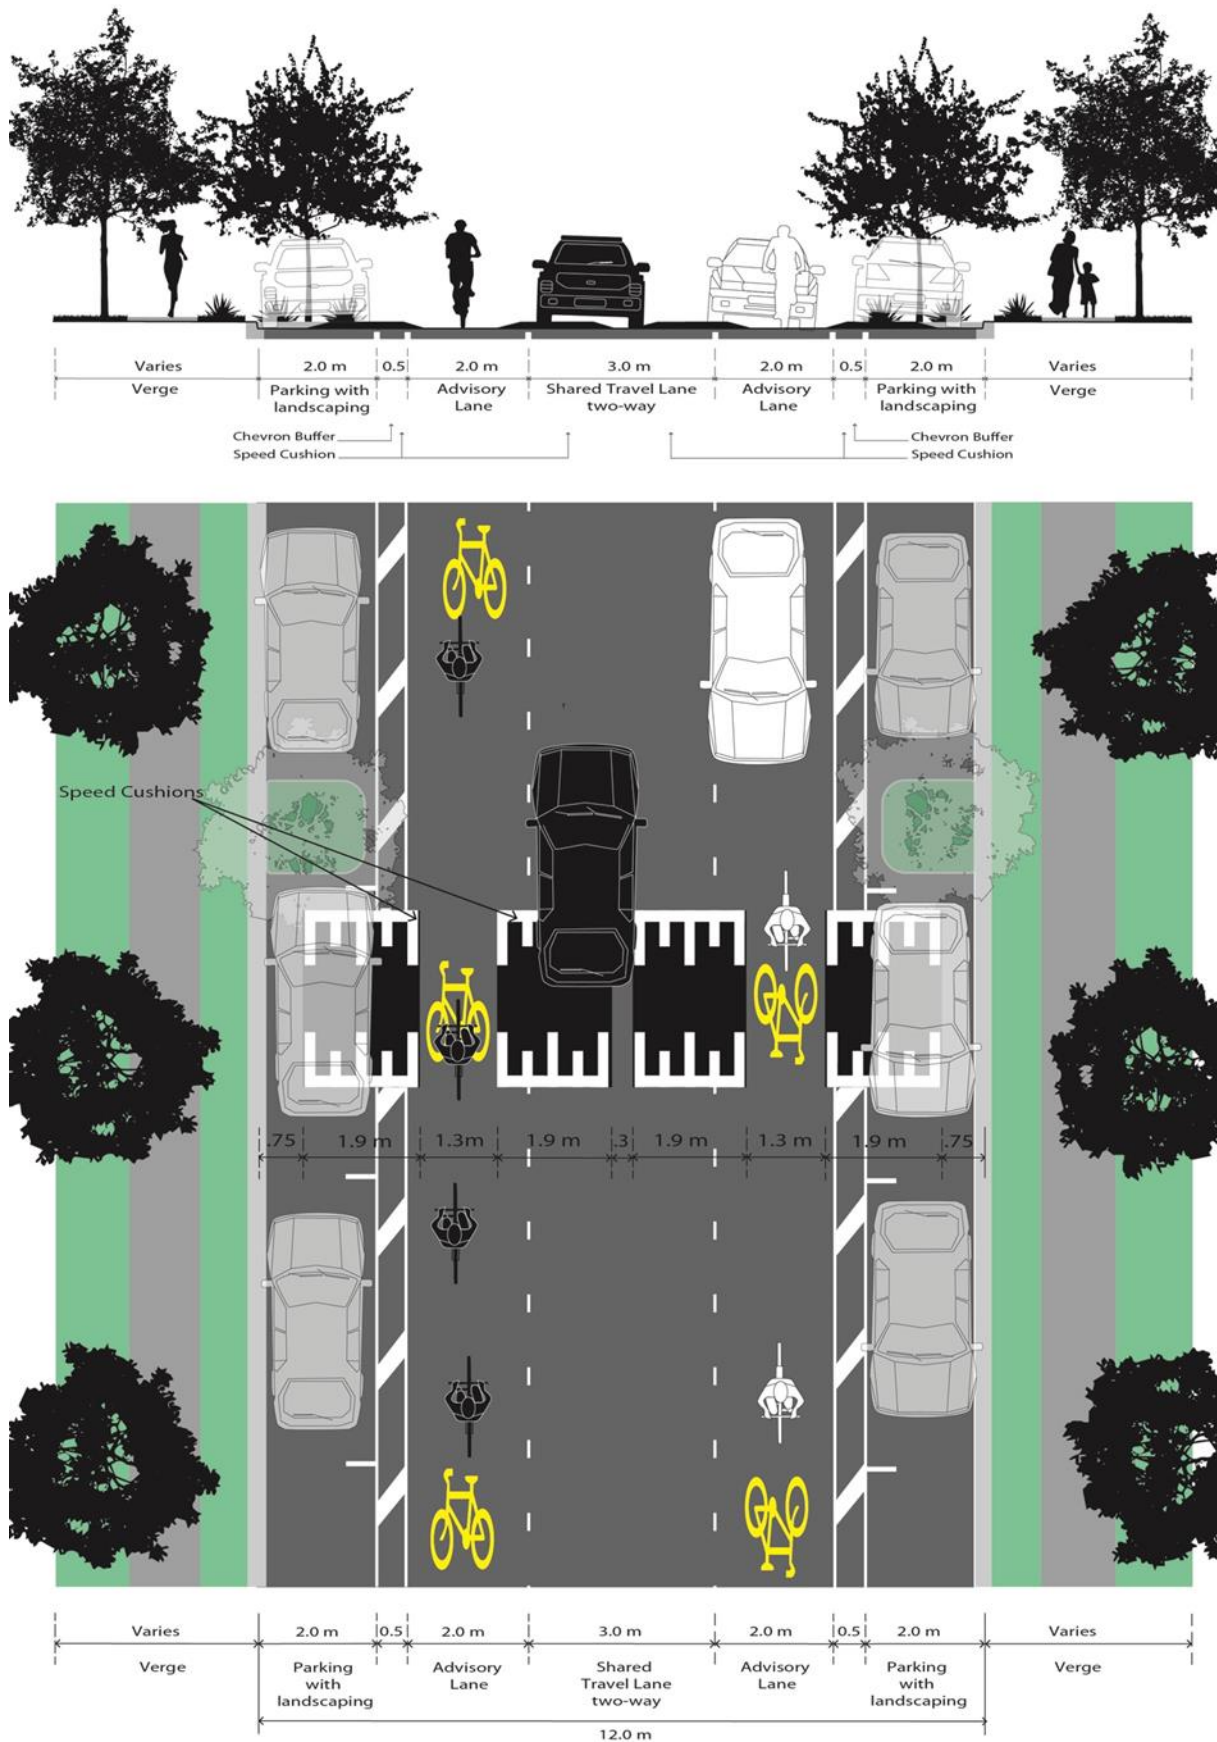 Varies 2.0 m 0.5 2.0 m 3.0 m 2.0 m 0.5 2.0 m Varies
Verge Parking with Advisory Shared Travel Lane Advisory Parking with Verge
landscaping Lane two-way Lane landscaping
Chevron Buffer Chevron Buffer
Speed Cushion Speed Cushion
Speed Cushions
.75 1.9 m 1.3m 1.9 m .3 1.9 m 1.3 m 1.9 m .75
Varies 2.0 m 0.5 2.0 m 3.0 m 2.0 m 0.5 2.0 m Varies
Verge Parking Advisory Shared Advisory Parking Verge
with Lane Travel Lane Lane with
landscaping two-way landscaping
12.0 m